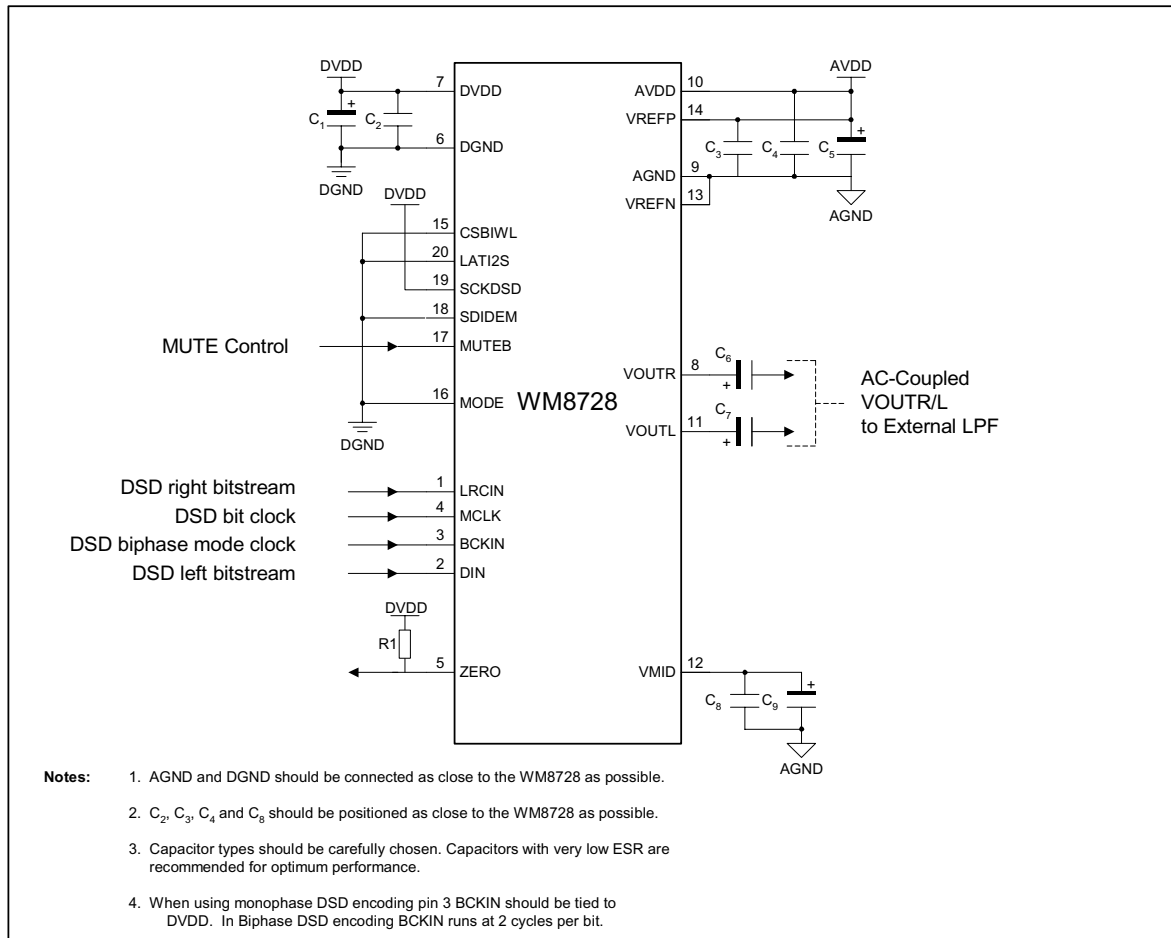 DVDD
AVDD
7
DVDD
AVDD
10
C1
+
C2
VREFP
14
6
DGND
C3
C4
C5
+
DGND
AGND
9
DVDD
VREFN
13
AGND
15
CSBIWL
20
LATI2S
19
SCKDSD
18
SDIDEM
MUTE Control
17
MUTEB
16
MODE
WM8728
DGND
VOUTR
8
C6
+
VOUTL
11
C7
+
AC-Coupled
VOUTR/L
to External LPF
DSD right bitstream
1
LRCIN
DSD bit clock
4
MCLK
DSD biphase mode clock
3
BCKIN
DSD left bitstream
2
DIN
DVDD
R1
5
ZERO
VMID
12
C8
C9
+
AGND
Notes: 1. AGND and DGND should be connected as close to the WM8728 as possible.
2. C2, C3, C4 and C8 should be positioned as close to the WM8728 as possible.
3. Capacitor types should be carefully chosen. Capacitors with very low ESR are
recommended for optimum performance.
4. When using monophase DSD encoding pin 3 BCKIN should be tied to
DVDD. In Biphase DSD encoding BCKIN runs at 2 cycles per bit.